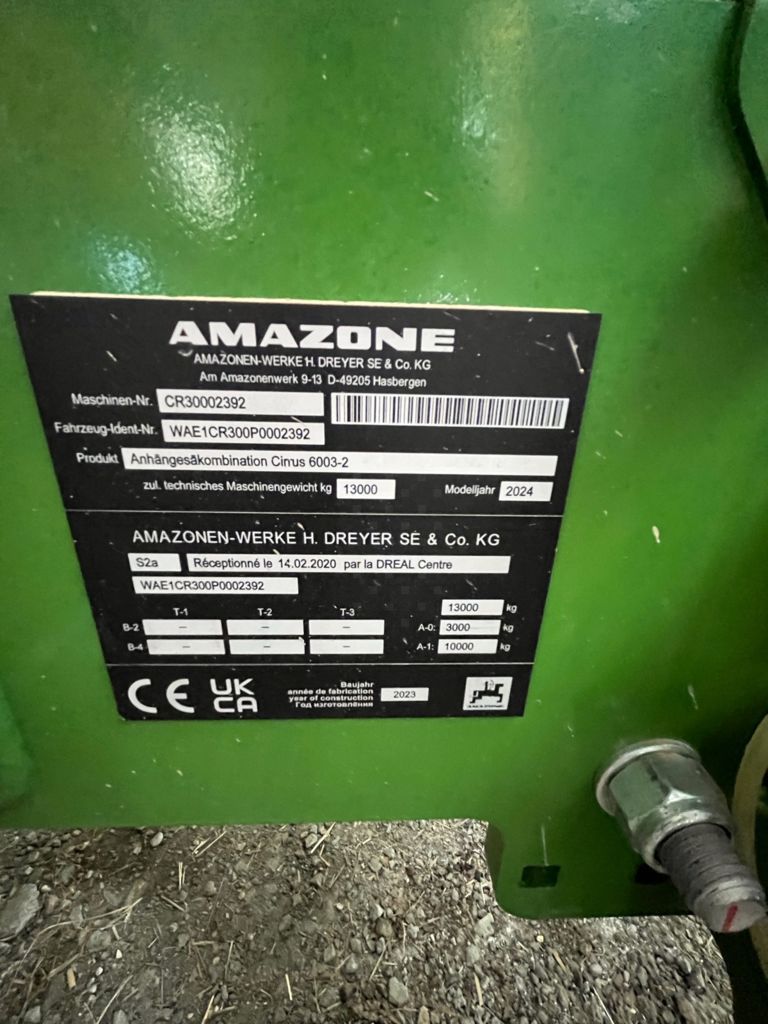 AMAZONE
AMAZONEN-WERKE H. DREYER SE & Co. KG
Am Amazonenwerk 9-13 D-49205 Hasbergen
Maschinen-Nr. CR30002392
Fahrzeug-Ident-Nr. WAE1CR300P0002392
Produkt Anhängesäkombination Cirrus 6003-2
zul. technisches Maschinengewicht kg 13000 Modelljahr 2024
AMAZONEN-WERKE H. DREYER SE & Co. KG
S2a Réceptionné le 14.02.2020 par la DREAL Centre
WAE1CR300P0002392
13000 kg
T-1 T-2 T-3
B-2 – – – A-0: 3000 kg
B-4 – – – A-1: 10000 kg
CE UK CA
Baujahr
année de fabrication
year of construction
Год изготовления
2023
AMAZONE